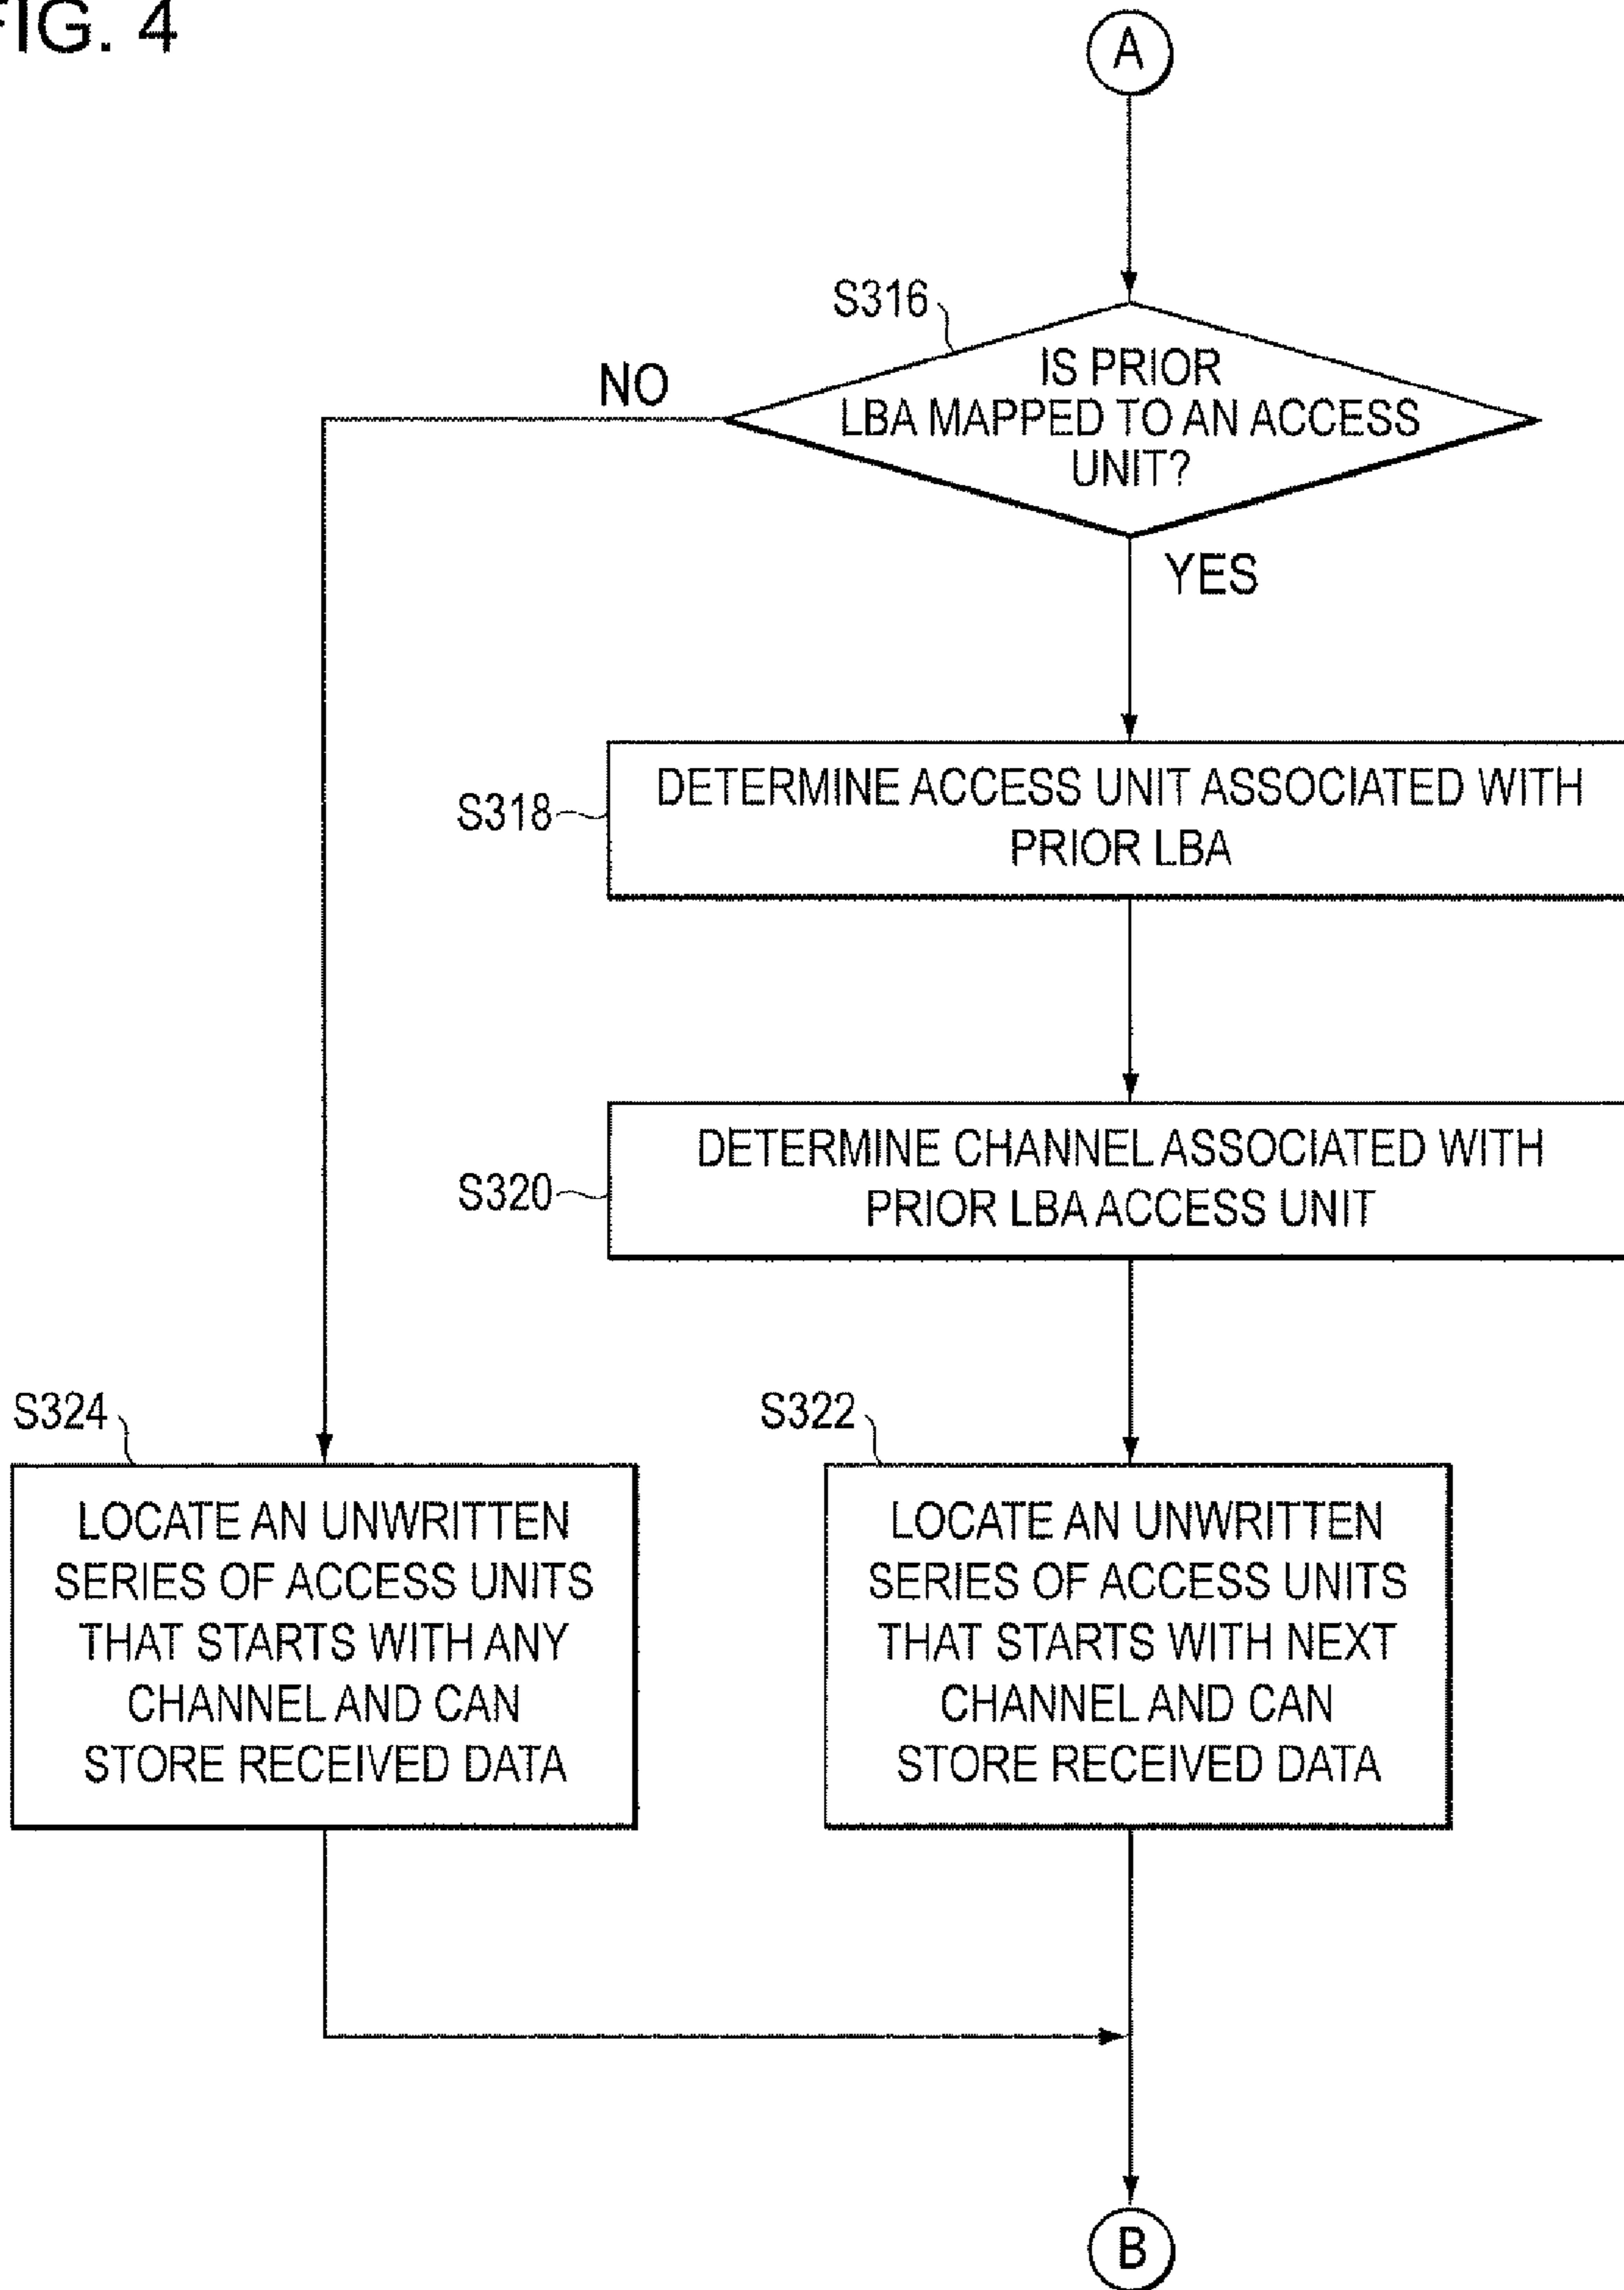 FIG. 4
A
S316
IS PRIOR
LBA MAPPED TO AN ACCESS
UNIT?
NO
YES
S318
DETERMINE ACCESS UNIT ASSOCIATED WITH
PRIOR LBA
S320
DETERMINE CHANNEL ASSOCIATED WITH
PRIOR LBA ACCESS UNIT
S324
LOCATE AN UNWRITTEN
SERIES OF ACCESS UNITS
THAT STARTS WITH ANY
CHANNEL AND CAN
STORE RECEIVED DATA
S322
LOCATE AN UNWRITTEN
SERIES OF ACCESS UNITS
THAT STARTS WITH NEXT
CHANNEL AND CAN
STORE RECEIVED DATA
B